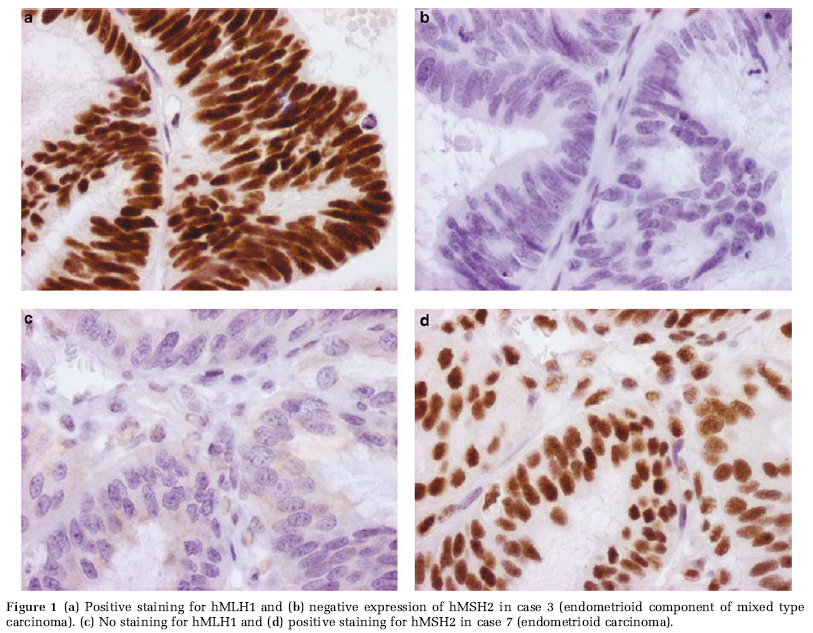 a
b
c
d
Figure 1 (a) Positive staining for hMLH1 and (b) negative expression of hMSH2 in case 3 (endometrioid component of mixed type
carcinoma). (c) No staining for hMLH1 and (d) positive staining for hMSH2 in case 7 (endometrioid carcinoma).